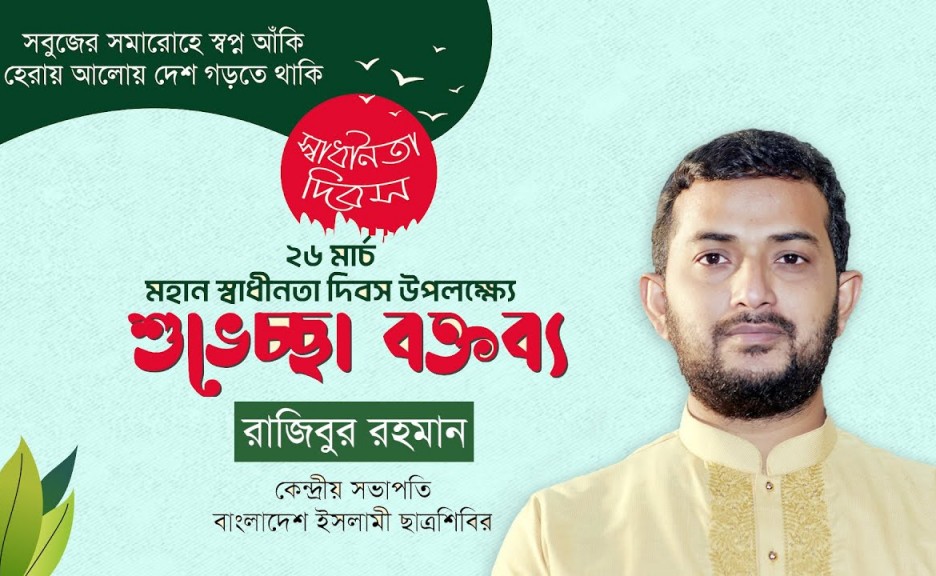 সবুজের সমারোহে স্বপ্ন আঁকি
হেরায় আলোয় দেশ গড়তে থাকি
স্বাধীনতা
দিবস
২৬ মার্চ
মহান স্বাধীনতা দিবস উপলক্ষ্যে
শুভেচ্ছা বক্তব্য
রাজিবুর রহমান
কেন্দ্রীয় সভাপতি
বাংলাদেশ ইসলামী ছাত্রশিবির